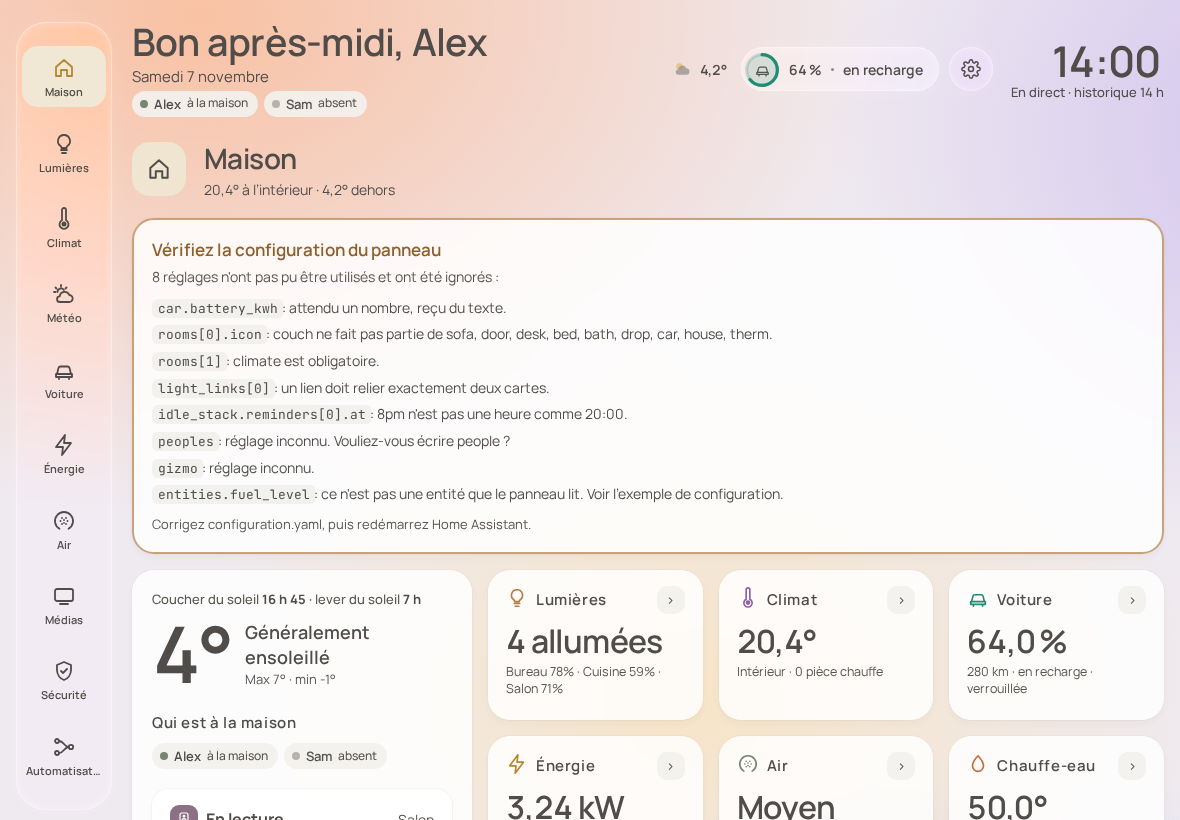 Bon après-midi, Alex
Samedi 7 novembre
Alex à la maison
Sam absent
4,2°
64 % · en recharge
14:00
En direct · historique 14 h
Maison
Lumières
Climat
Météo
Voiture
Énergie
Air
Médias
Sécurité
Automatisat…
Maison
20,4° à l’intérieur · 4,2° dehors
Vérifiez la configuration du panneau
8 réglages n'ont pas pu être utilisés et ont été ignorés :
car.battery_kwh : attendu un nombre, reçu du texte.
rooms[0].icon : couch ne fait pas partie de sofa, door, desk, bed, bath, drop, car, house, therm.
rooms[1] : climate est obligatoire.
light_links[0] : un lien doit relier exactement deux cartes.
idle_stack.reminders[0].at : 8pm n'est pas une heure comme 20:00.
peoples : réglage inconnu. Vouliez-vous écrire people ?
gizmo : réglage inconnu.
entities.fuel_level : ce n'est pas une entité que le panneau lit. Voir l'exemple de configuration.
Corrigez configuration.yaml, puis redémarrez Home Assistant.
Coucher du soleil 16 h 45 · lever du soleil 7 h
4°
Généralement
ensoleillé
Max 7° · min -1°
Qui est à la maison
Alex à la maison
Sam absent
En lecture
Salon
Lumières
4 allumées
Bureau 78% · Cuisine 59% ·
Salon 71%
Climat
20,4°
Intérieur · 0 pièce chauffe
Voiture
64,0 %
280 km · en recharge ·
verrouillée
Énergie
3,24 kW
Air
Moyen
Chauffe-eau
50,0°